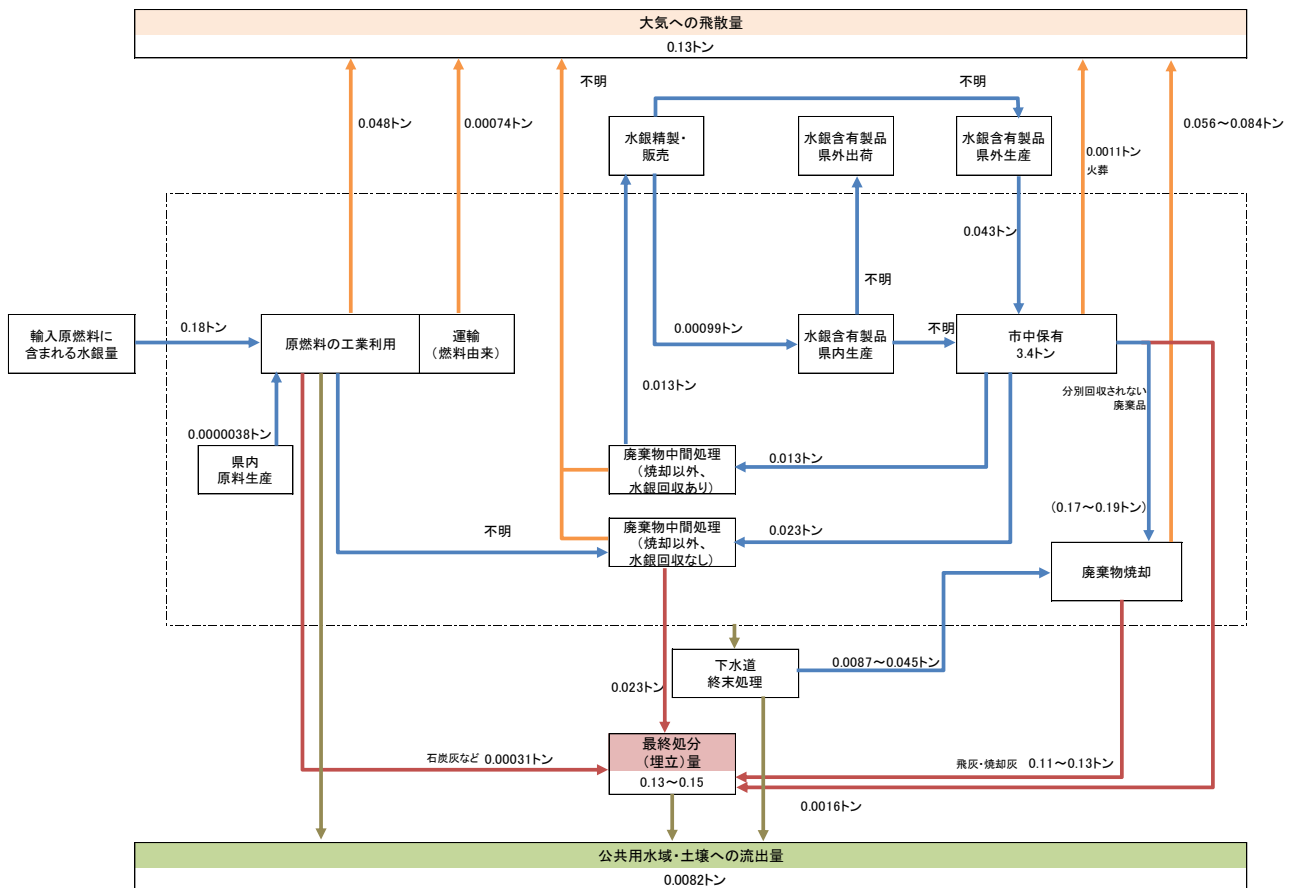 大気への飛散量
0.13トン
不明
不明
0.048トン
0.00074トン
水銀精製・
販売
水銀含有製品
県外出荷
水銀含有製品
県外生産
0.056～0.084トン
0.0011トン
火葬
0.043トン
不明
輸入原燃料に
含まれる水銀量
0.18トン
原燃料の工業利用
運輸
（燃料由来）
0.00099トン
水銀含有製品
県内生産
不明
市中保有
3.4トン
0.013トン
分別回収されない
廃棄品
0.0000038トン
県内
原料生産
廃棄物中間処理
（焼却以外、
水銀回収あり）
0.013トン
（0.17～0.19トン）
不明
廃棄物中間処理
（焼却以外、
水銀回収なし）
0.023トン
廃棄物焼却
下水道
終末処理
0.0087～0.045トン
0.023トン
最終処分
（埋立）量
0.13～0.15
石炭灰など 0.00031トン
飛灰・焼却灰 0.11～0.13トン
0.0016トン
公共用水域・土壌への流出量
0.0082トン